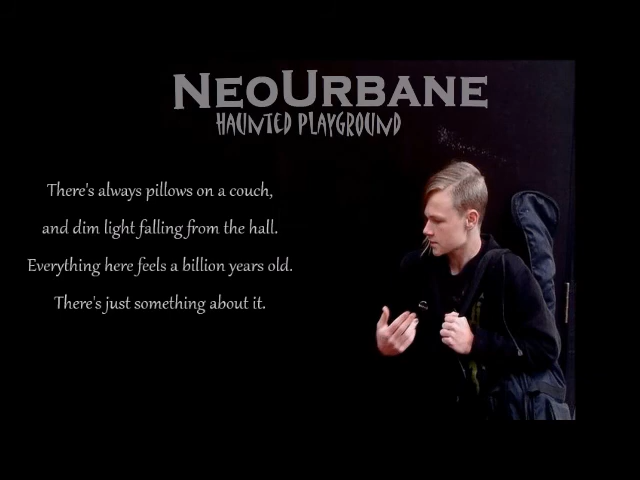 NEOURBANE
HAUNTED PLAYGROUND
There's always pillows on a couch,
and dim light falling from the hall.
Everything here feels a billion years old.
There's just something about it.